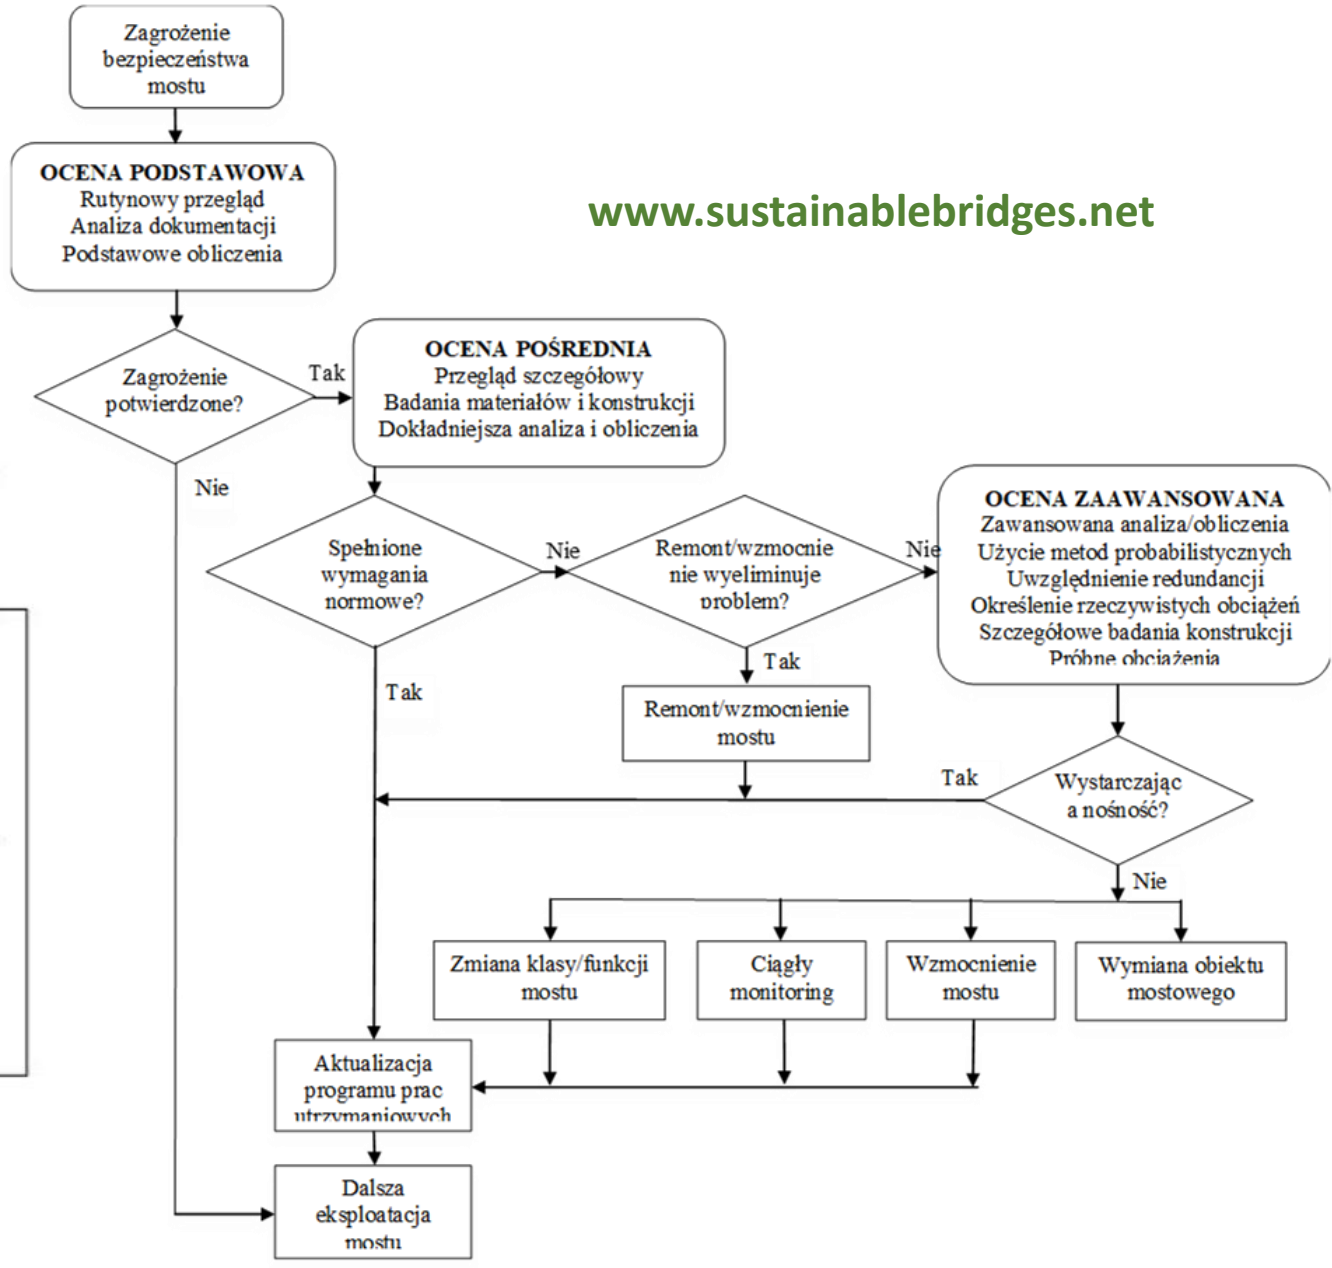 Zagrożenie
bezpieczeństwa
mostu
OCENA PODSTAWOWA
Rutynowy przegląd
Analiza dokumentacji
Podstawowe obliczenia
www.sustainablebridges.net
Zagrożenie
potwierdzone?
Tak
Nie
OCENA POŚREDNIA
Przegląd szczegółowy
Badania materiałów i konstrukcji
Dokładniejsza analiza i obliczenia
Spełnione
wymagania
normowe?
Nie
Tak
Remont/wzmocnie
nie wyeliminuje
problem?
Nie
Tak
OCENA ZAAWANSOWANA
Zawansowana analiza/obliczenia
Użycie metod probabilistycznych
Uwzględnienie redundancji
Określenie rzeczywistych obciążeń
Szczegółowe badania konstrukcji
Próbne obciążenia
Remont/wzmocnienie
mostu
Tak
Wystarczając
a nośność?
Nie
Zmiana klasy/funkcji
mostu
Ciągły
monitoring
Wzmocnienie
mostu
Wymiana obiektu
mostowego
Aktualizacja
programu prac
utrzymaniowych
Dalsza
eksploatacja
mostu